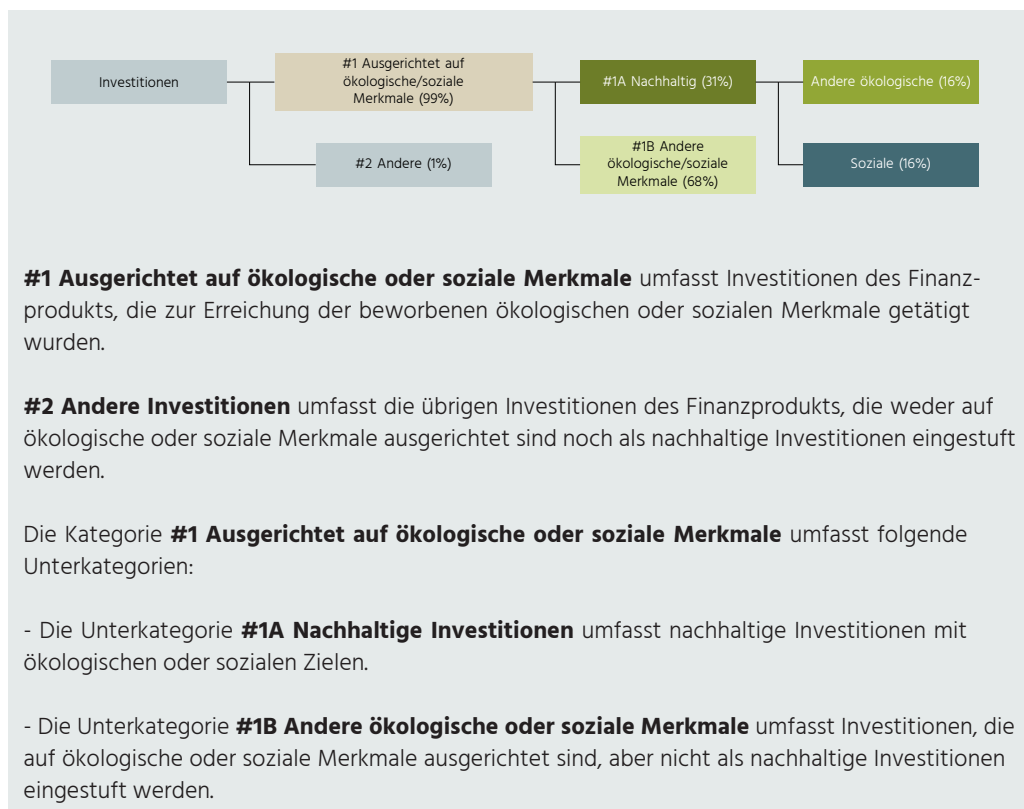 Investitionen
#1 Ausgerichtet auf
ökologische/soziale
Merkmale (99%)
#1A Nachhaltig (31%)
Andere ökologische (16%)
#2 Andere (1%)
#1B Andere
ökologische/soziale
Merkmale (68%)
Soziale (16%)
#1 Ausgerichtet auf ökologische oder soziale Merkmale umfasst Investitionen des Finanz-
produkts, die zur Erreichung der beworbenen ökologischen oder sozialen Merkmale getätigt
wurden.
#2 Andere Investitionen umfasst die übrigen Investitionen des Finanzprodukts, die weder auf
ökologische oder soziale Merkmale ausgerichtet sind noch als nachhaltige Investitionen eingestuft
werden.
Die Kategorie #1 Ausgerichtet auf ökologische oder soziale Merkmale umfasst folgende
Unterkategorien:
- Die Unterkategorie #1A Nachhaltige Investitionen umfasst nachhaltige Investitionen mit
ökologischen oder sozialen Zielen.
- Die Unterkategorie #1B Andere ökologische oder soziale Merkmale umfasst Investitionen, die
auf ökologische oder soziale Merkmale ausgerichtet sind, aber nicht als nachhaltige Investitionen
eingestuft werden.